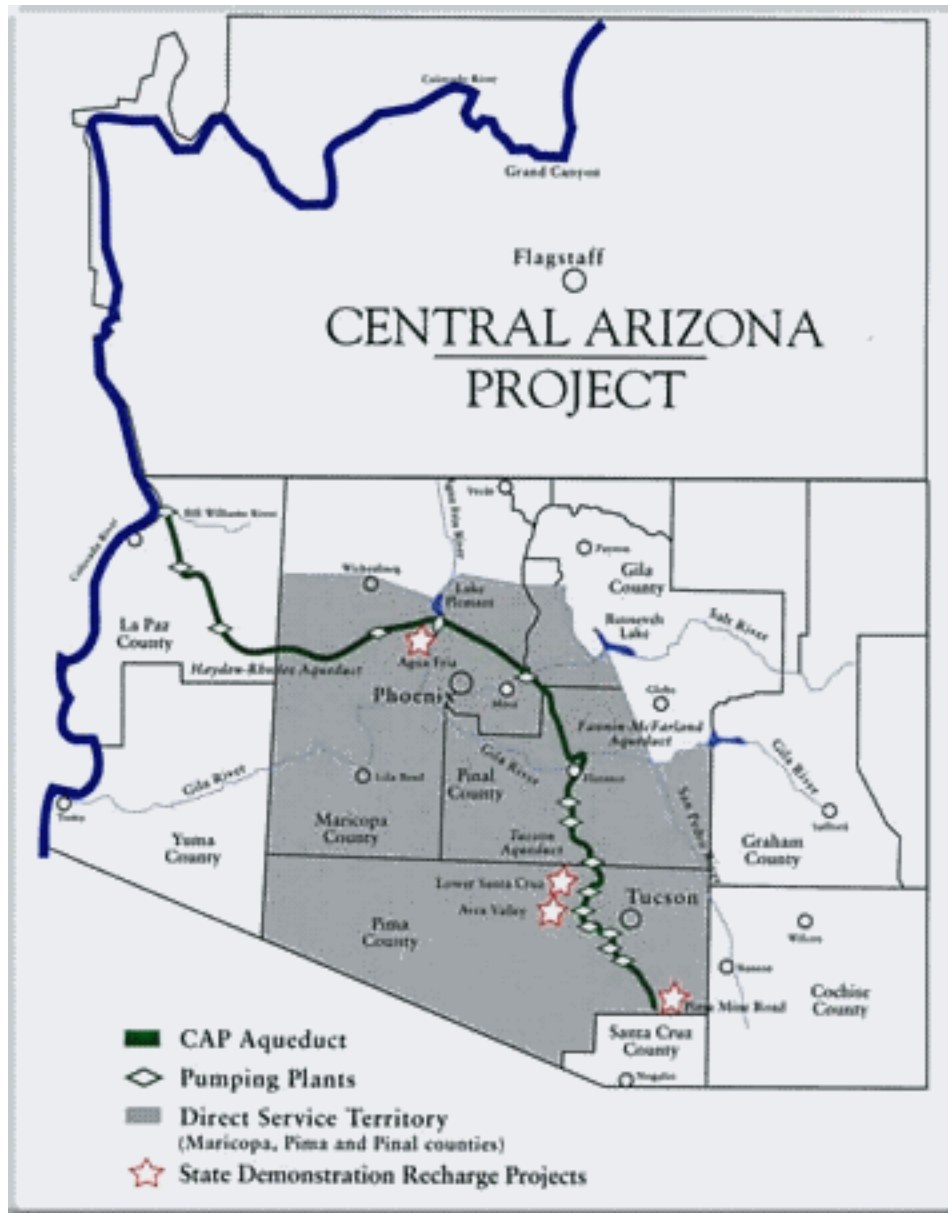 Colorado River
Grand Canyon
Flagstaff
CENTRAL ARIZONA
PROJECT
Verde
Agua Fria River
Bill Williams River
Colorado River
Payson
Wickenburg
Gila
County
Lake
Pleasant
Roosevelt
Lake
Salt River
La Paz
County
Hayden-Rhodes Aqueduct
Agua Fria
Phoenix
Mesa
Globe
Fannin-McFarland
Aqueduct
Gila River
Gila River
Gila River
Gila Bend
Pinal
County
Florence
San Pedro River
Safford
Yuma
Maricopa
County
Yuma
County
Tucson
Aqueduct
Graham
County
Lower Santa Cruz
Avra Valley
Tucson
Pima
County
Willcox
Benson
Cochise
County
Pima Mine Road
Santa Cruz
County
Nogales
CAP Aqueduct
Pumping Plants
Direct Service Territory
(Maricopa, Pima and Pinal counties)
State Demonstration Recharge Projects